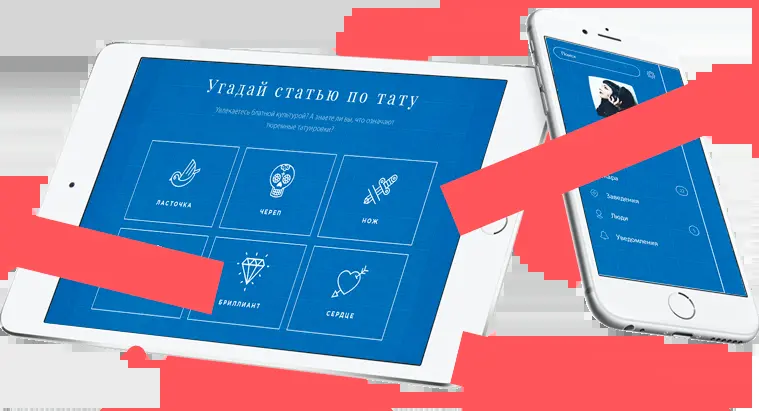 Угадай статью по тату
Увлекаетесь блатной культурой? А знаете ли вы, что означают
тюремные татуировки?
ЛАСТОЧКА
ЧЕРЕП
НОЖ
БРИЛЛИАНТ
СЕРДЦЕ
Поиск
Заведения
Люди
Уведомления